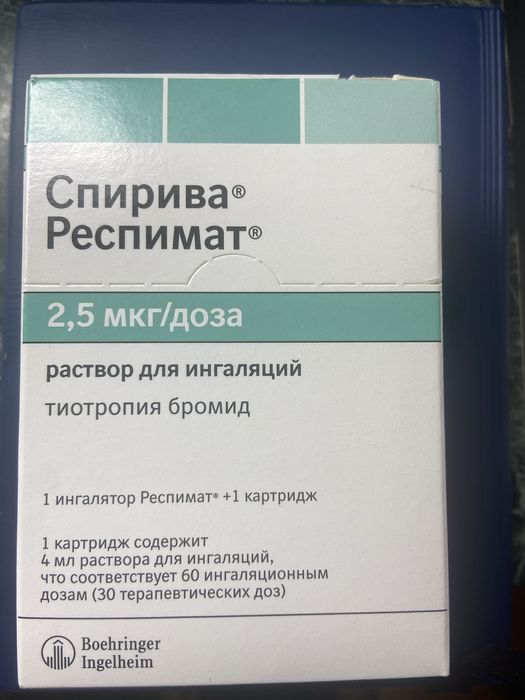 Спирива®
Респимат®
2,5 мкг/доза
раствор для ингаляций
тиотропия бромид
1 ингалятор Респимат® +1 картридж
1 картридж содержит
4 мл раствора для ингаляций,
что соответствует 60 ингаляционным
дозам (30 терапевтических доз)
Boehringer
Ingelheim